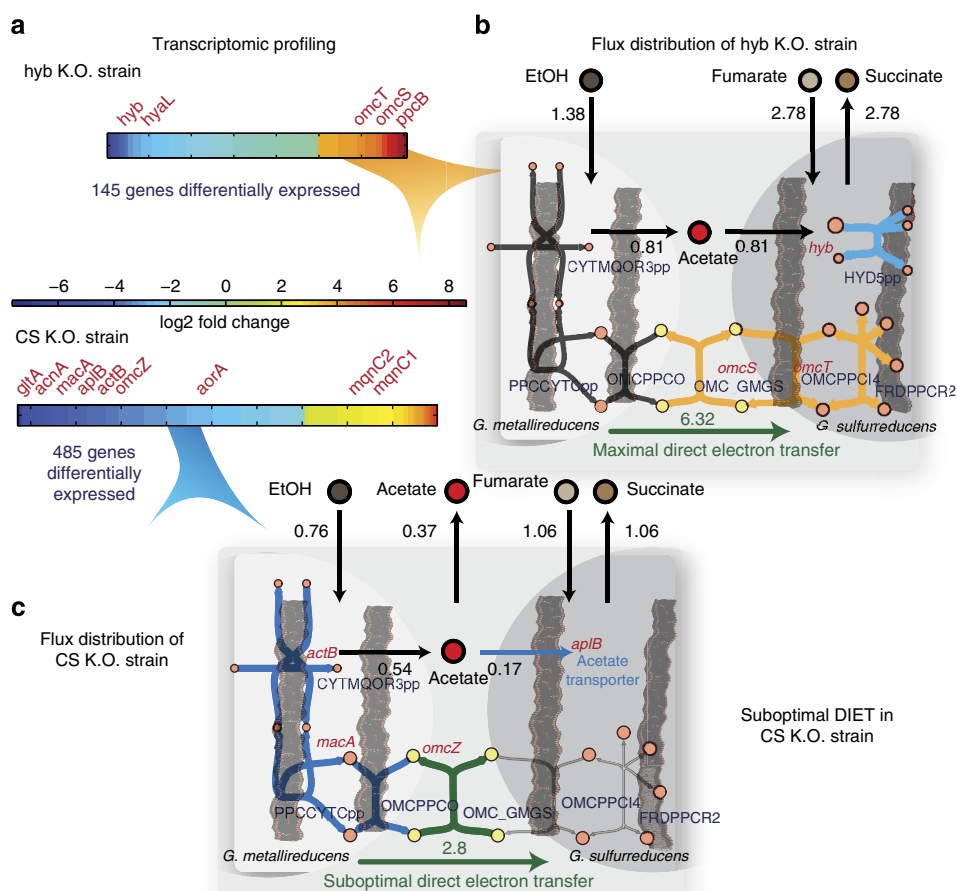 a
Transcriptomic profiling
hyb K.O. strain
hyb
hyaL
omcT
omcS
ppcB
145 genes differentially expressed
−6
−4
−2
0
2
4
6
8
log2 fold change
CS K.O. strain
gltA
acnA
macA
aplB
aclB
omcZ
aorA
mqnC2
mqnC1
485 genes
differentially
expressed
b
Flux distribution of hyb K.O. strain
EtOH
Fumarate
Succinate
1.38
2.78
2.78
0.81
Acetate
0.81
hyb
CYTMQOR3pp
HYD5pp
PPCCYTCpp
OMCPPCO
omcS
OMC_GMGS
omcT
OMCPPCI4
FRDPPCR2
G. metallireducens
6.32
G. sulfurreducens
Maximal direct electron transfer
c
Flux distribution of
CS K.O. strain
EtOH
Acetate
Fumarate
Succinate
0.76
0.37
1.06
1.06
actB
0.54
Acetate
0.17
aplB
Acetate
transporter
CYTMQOR3pp
macA
omcZ
PPCCYTCpp
OMCPPCO
OMC_GMGS
OMCPPCI4
FRDPPCR2
G. metallireducens
2.8
G. sulfurreducens
Suboptimal direct electron transfer
Suboptimal DIET in
CS K.O. strain